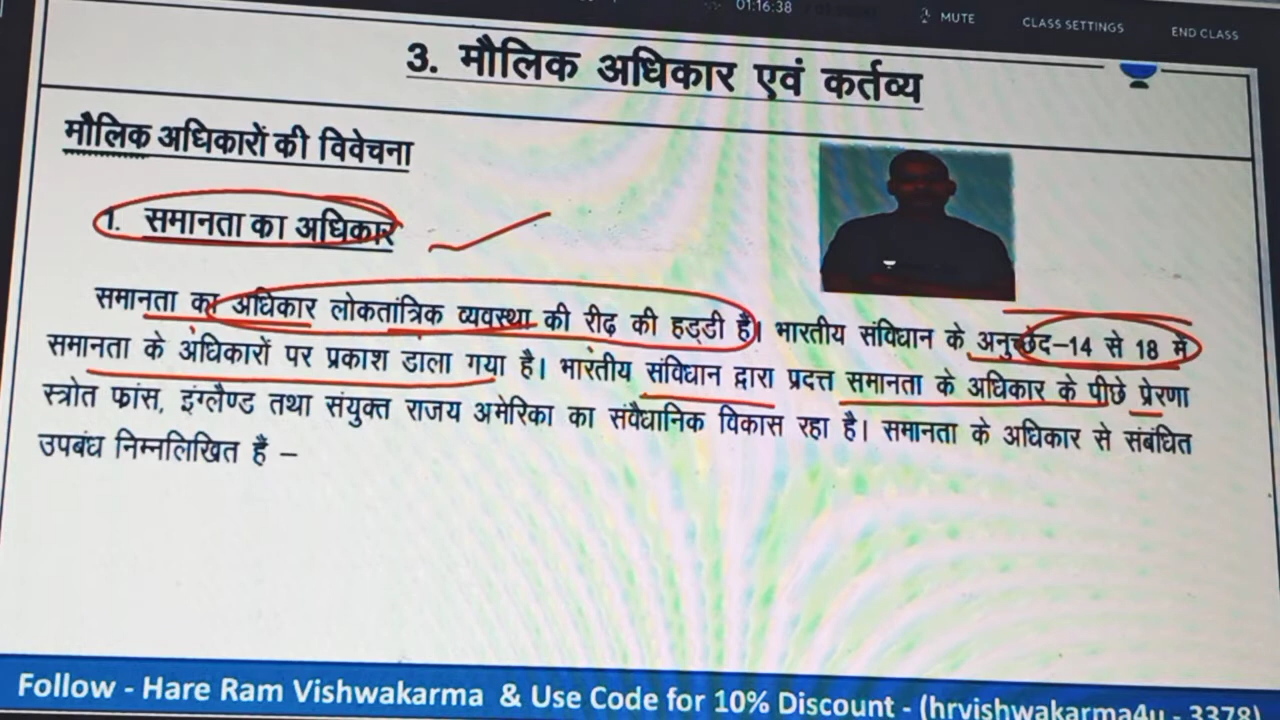 01:16:38
MUTE
CLASS SETTINGS
END CLASS
3. मौलिक अधिकार एवं कर्तव्य
मौलिक अधिकारों की विवेचना
1. समानता का अधिकार
समानता का अधिकार लोकतांत्रिक व्यवस्था की रीढ़ की हड्डी है। भारतीय संविधान के अनुच्छेद-14 से 18 में
समानता के अधिकारों पर प्रकाश डाला गया है। भारतीय संविधान द्वारा प्रदत्त समानता के अधिकार के पीछे प्रेरणा
स्त्रोत फांस, इंग्लैण्ड तथा संयुक्त राजय अमेरिका का संवैधानिक विकास रहा है। समानता के अधिकार से संबंधित
उपबंध निम्नलिखित है –
Follow - Hare Ram Vishwakarma & Use Code for 10% Discount - (hrvishwakarma4u - 3378)